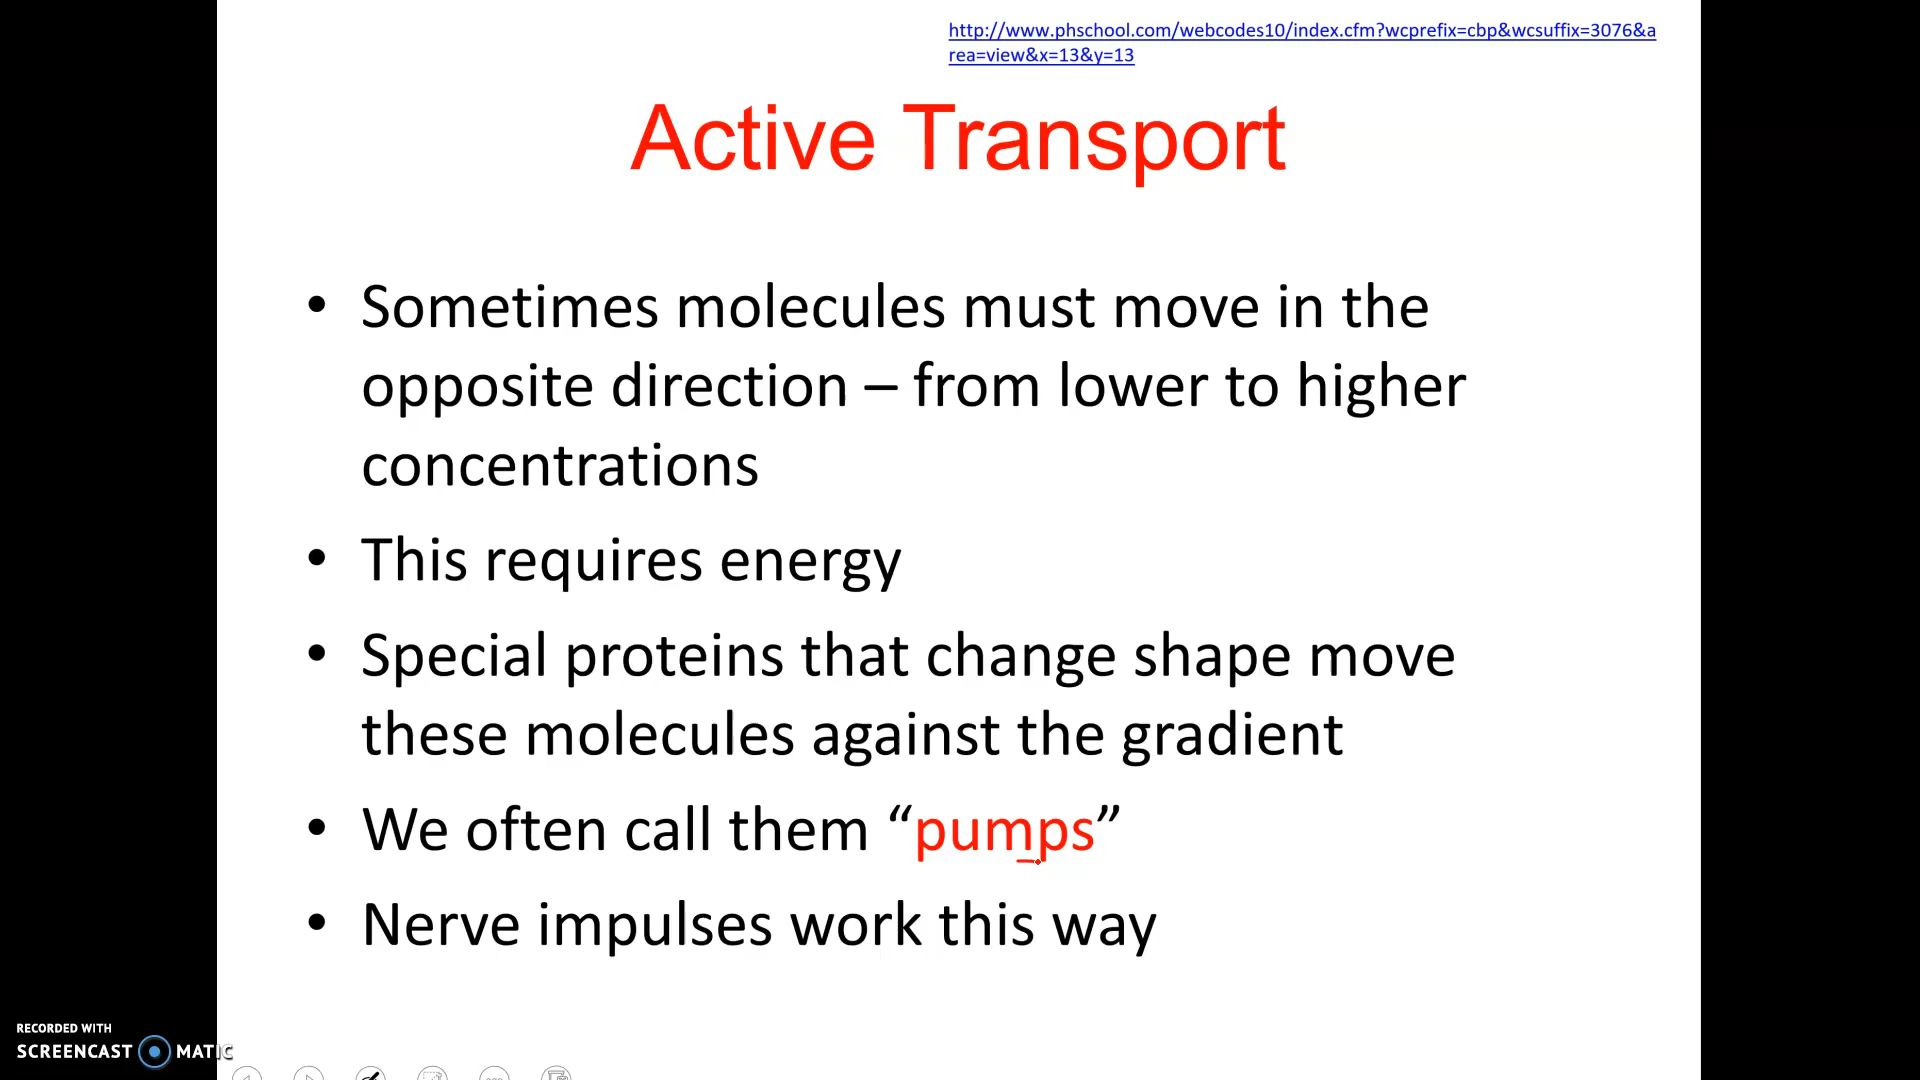 http://www.phschool.com/webcodes10/index.cfm?wcprefix=cbp&wcsuffix=3076&a
rea=view&x=13&y=13
Active Transport
• Sometimes molecules must move in the
opposite direction – from lower to higher
concentrations
• This requires energy
• Special proteins that change shape move
these molecules against the gradient
• We often call them “pumps”
• Nerve impulses work this way
RECORDED WITH
SCREENCAST MATIC